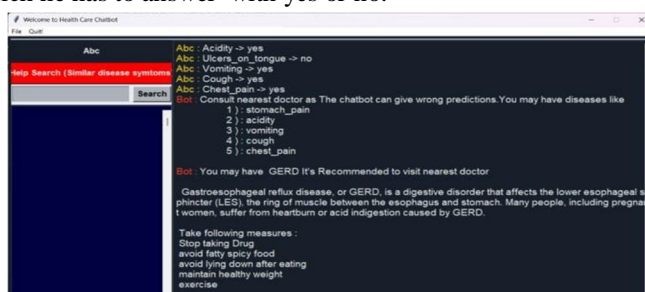 which he has to answer with yes or no.
Welcome to Health Care Chatbot
File Quit
Abc
Help Search (Similar disease symtoms
Search
Abc : Acidity -> yes
Abc : Ulcers_on_tongue -> no
Abc : Vomiting -> yes
Abc : Cough -> yes
Abc : Chest_pain -> yes
Bot : Consult nearest doctor as The chatbot can give wrong predictions.You may have diseases like
1 ) : stomach_pain
2 ) : acidity
3 ) : vomiting
4 ) : cough
5 ) : chest_pain
Bot : You may have GERD It's Recommended to visit nearest doctor
Gastroesophageal reflux disease, or GERD, is a digestive disorder that affects the lower esophageal s
phincter (LES), the ring of muscle between the esophagus and stomach. Many people, including pregna
t women, suffer from heartburn or acid indigestion caused by GERD.
Take following measures :
Stop taking Drug
avoid fatty spicy food
avoid lying down after eating
maintain healthy weight
exercise